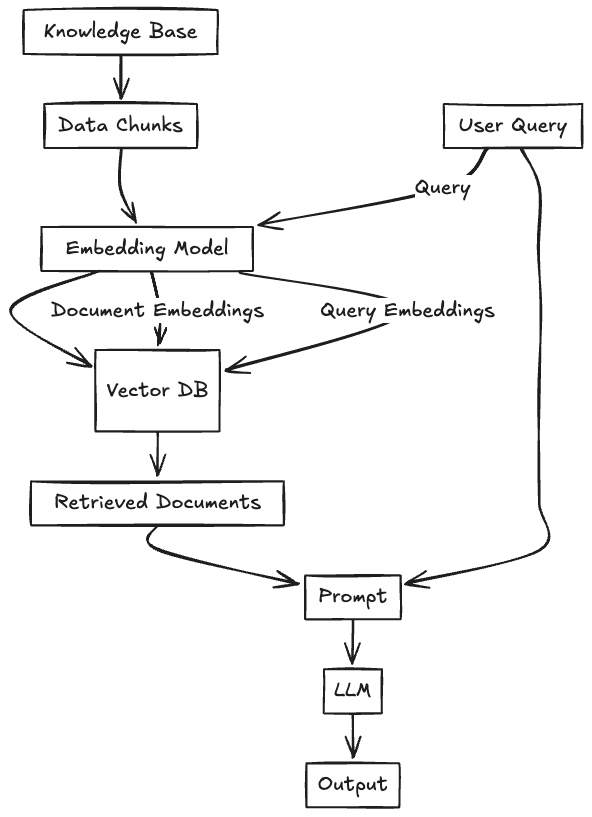 Knowledge Base
Data Chunks
User Query
Query
Embedding Model
Document Embeddings
Query Embeddings
Vector DB
Retrieved Documents
Prompt
LLM
Output